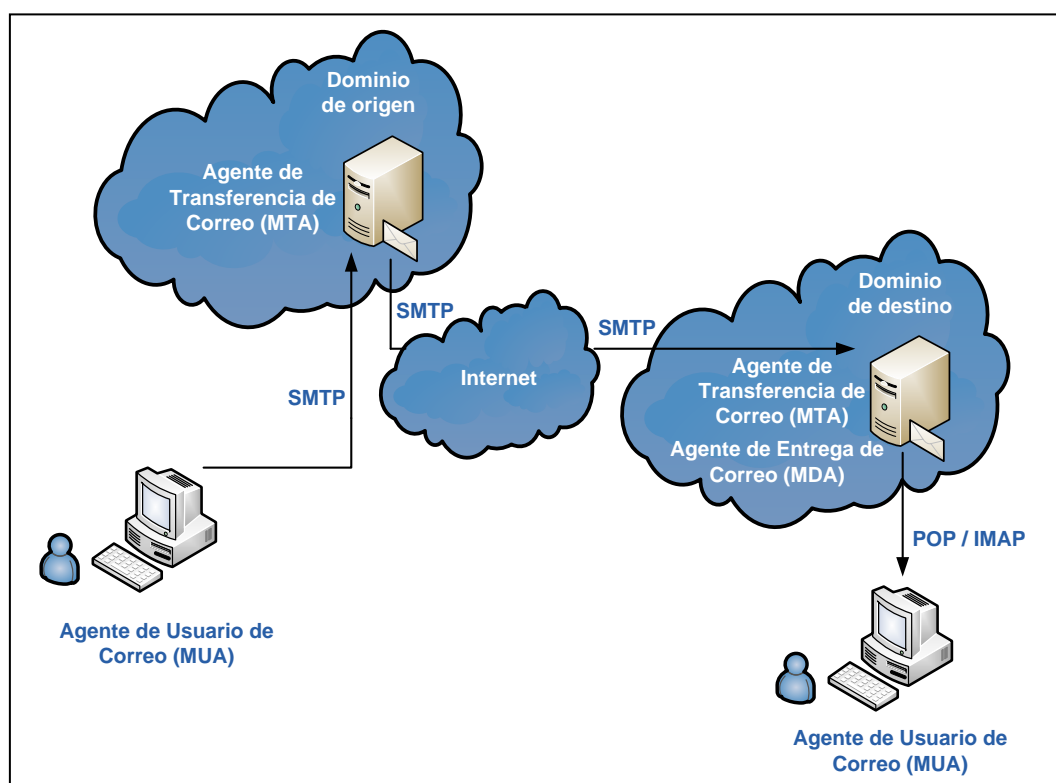 Dominio
de origen
Agente de
Transferencia de
Correo (MTA)
SMTP
SMTP
SMTP
Internet
Dominio
de destino
Agente de
Transferencia de
Correo (MTA)
Agente de Entrega de
Correo (MDA)
POP / IMAP
Agente de Usuario de
Correo (MUA)
Agente de Usuario de
Correo (MUA)